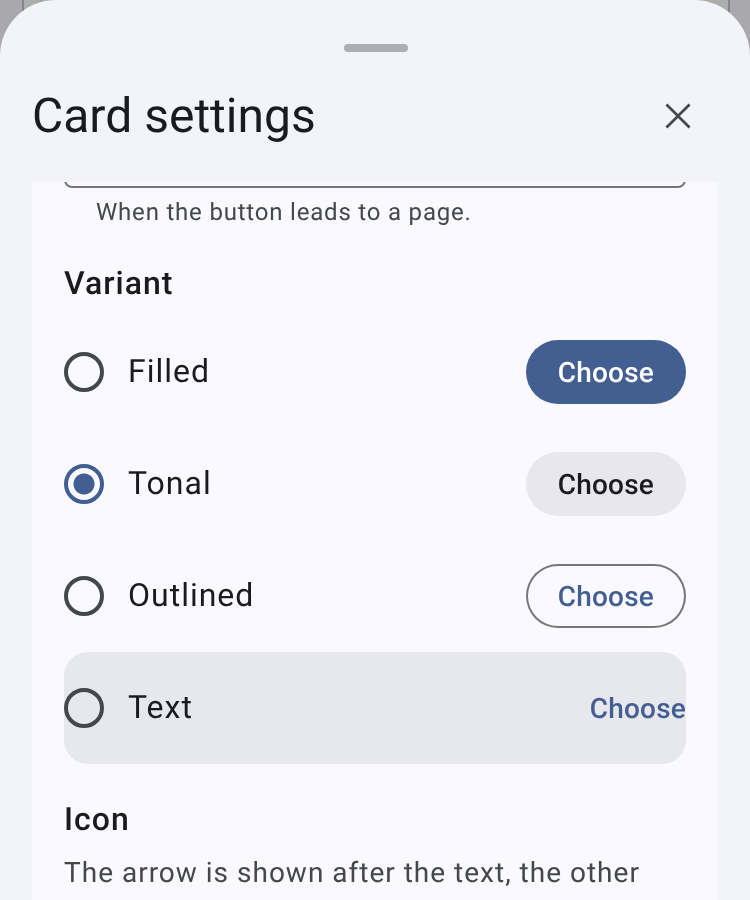 Card settings
When the button leads to a page.
Variant
Filled
Choose
Tonal
Choose
Outlined
Choose
Text
Choose
Icon
The arrow is shown after the text, the other